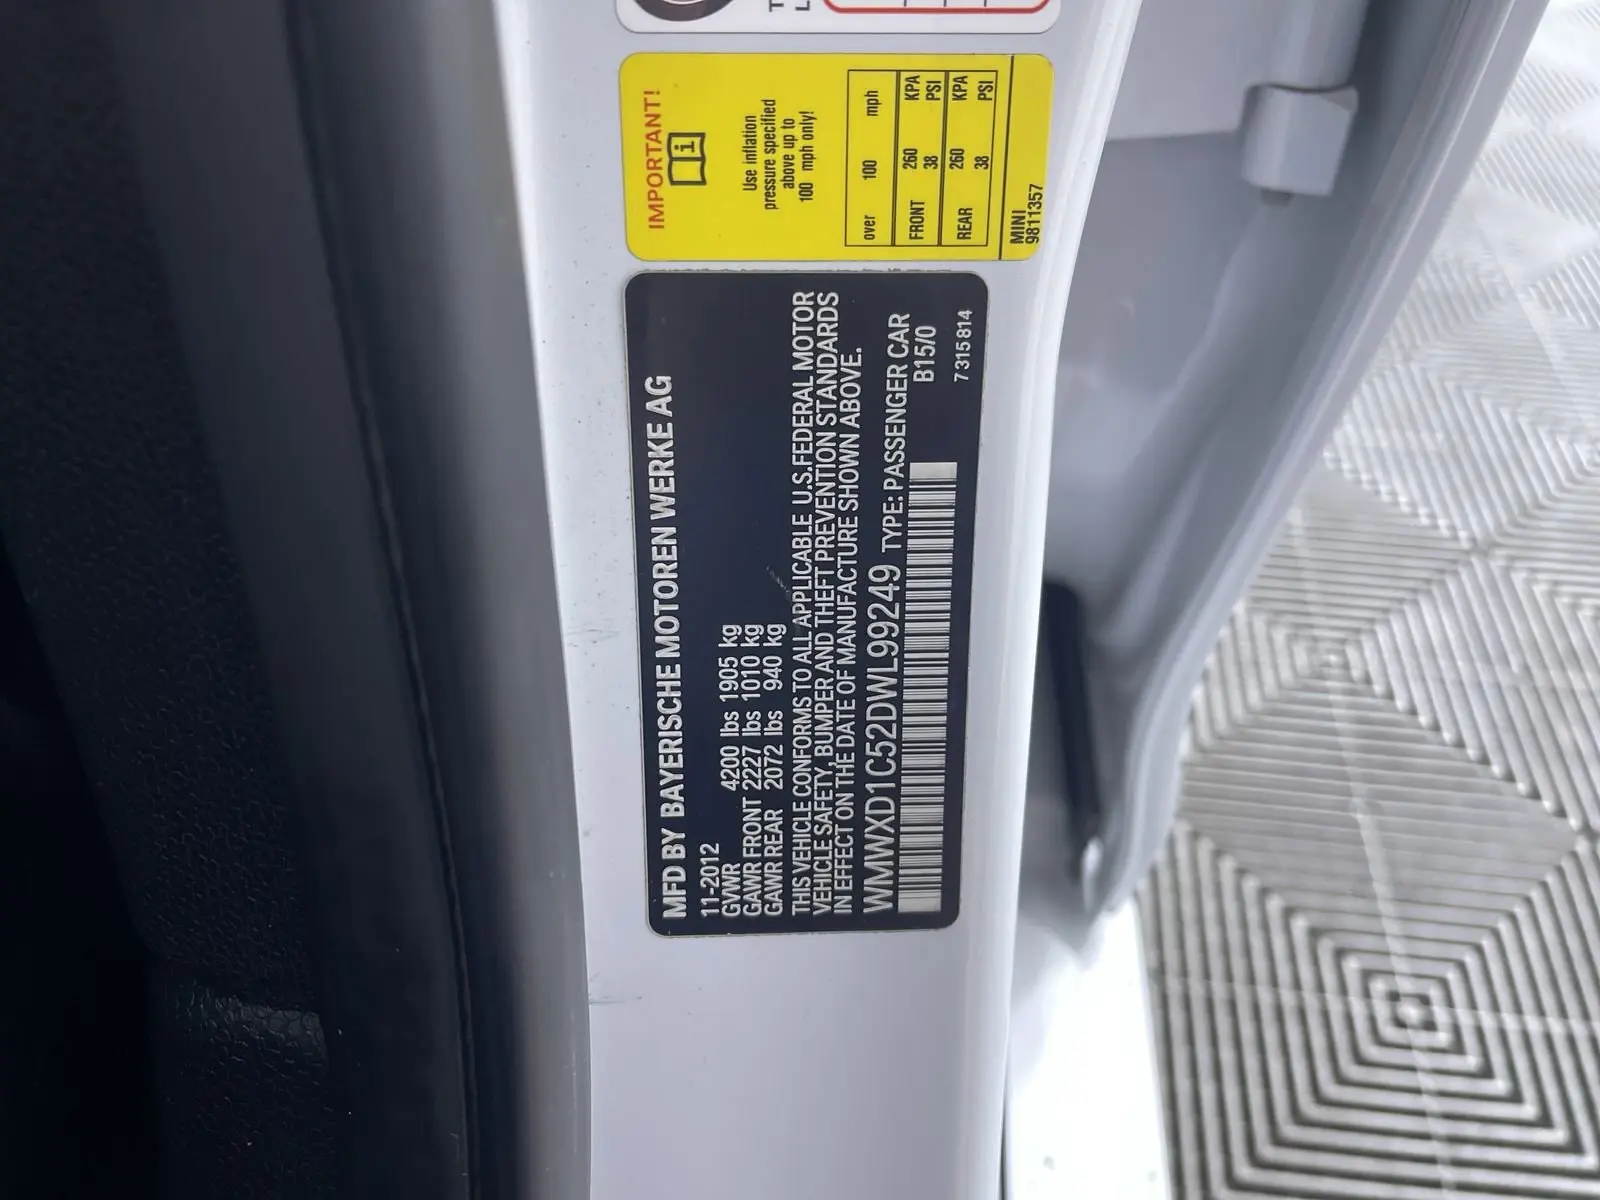 IMPORTANT!
Use inflation
pressure specified
above up to
100 mph only!
over 100 mph
FRONT 260 KPA
38 PSI
REAR 260 KPA
38 PSI
MINI
9811357
MFD BY BAYERISCHE MOTOREN WERKE AG
11-2012
GVWR 4200 lbs 1905 kg
GAWR FRONT 2227 lbs 1010 kg
GAWR REAR 2072 lbs 940 kg
THIS VEHICLE CONFORMS TO ALL APPLICABLE U.S.FEDERAL MOTOR
VEHICLE SAFETY, BUMPER AND THEFT PREVENTION STANDARDS
IN EFFECT ON THE DATE OF MANUFACTURE SHOWN ABOVE.
WMWXD1C52DWL99249 TYPE: PASSENGER CAR
B15/0
7315814